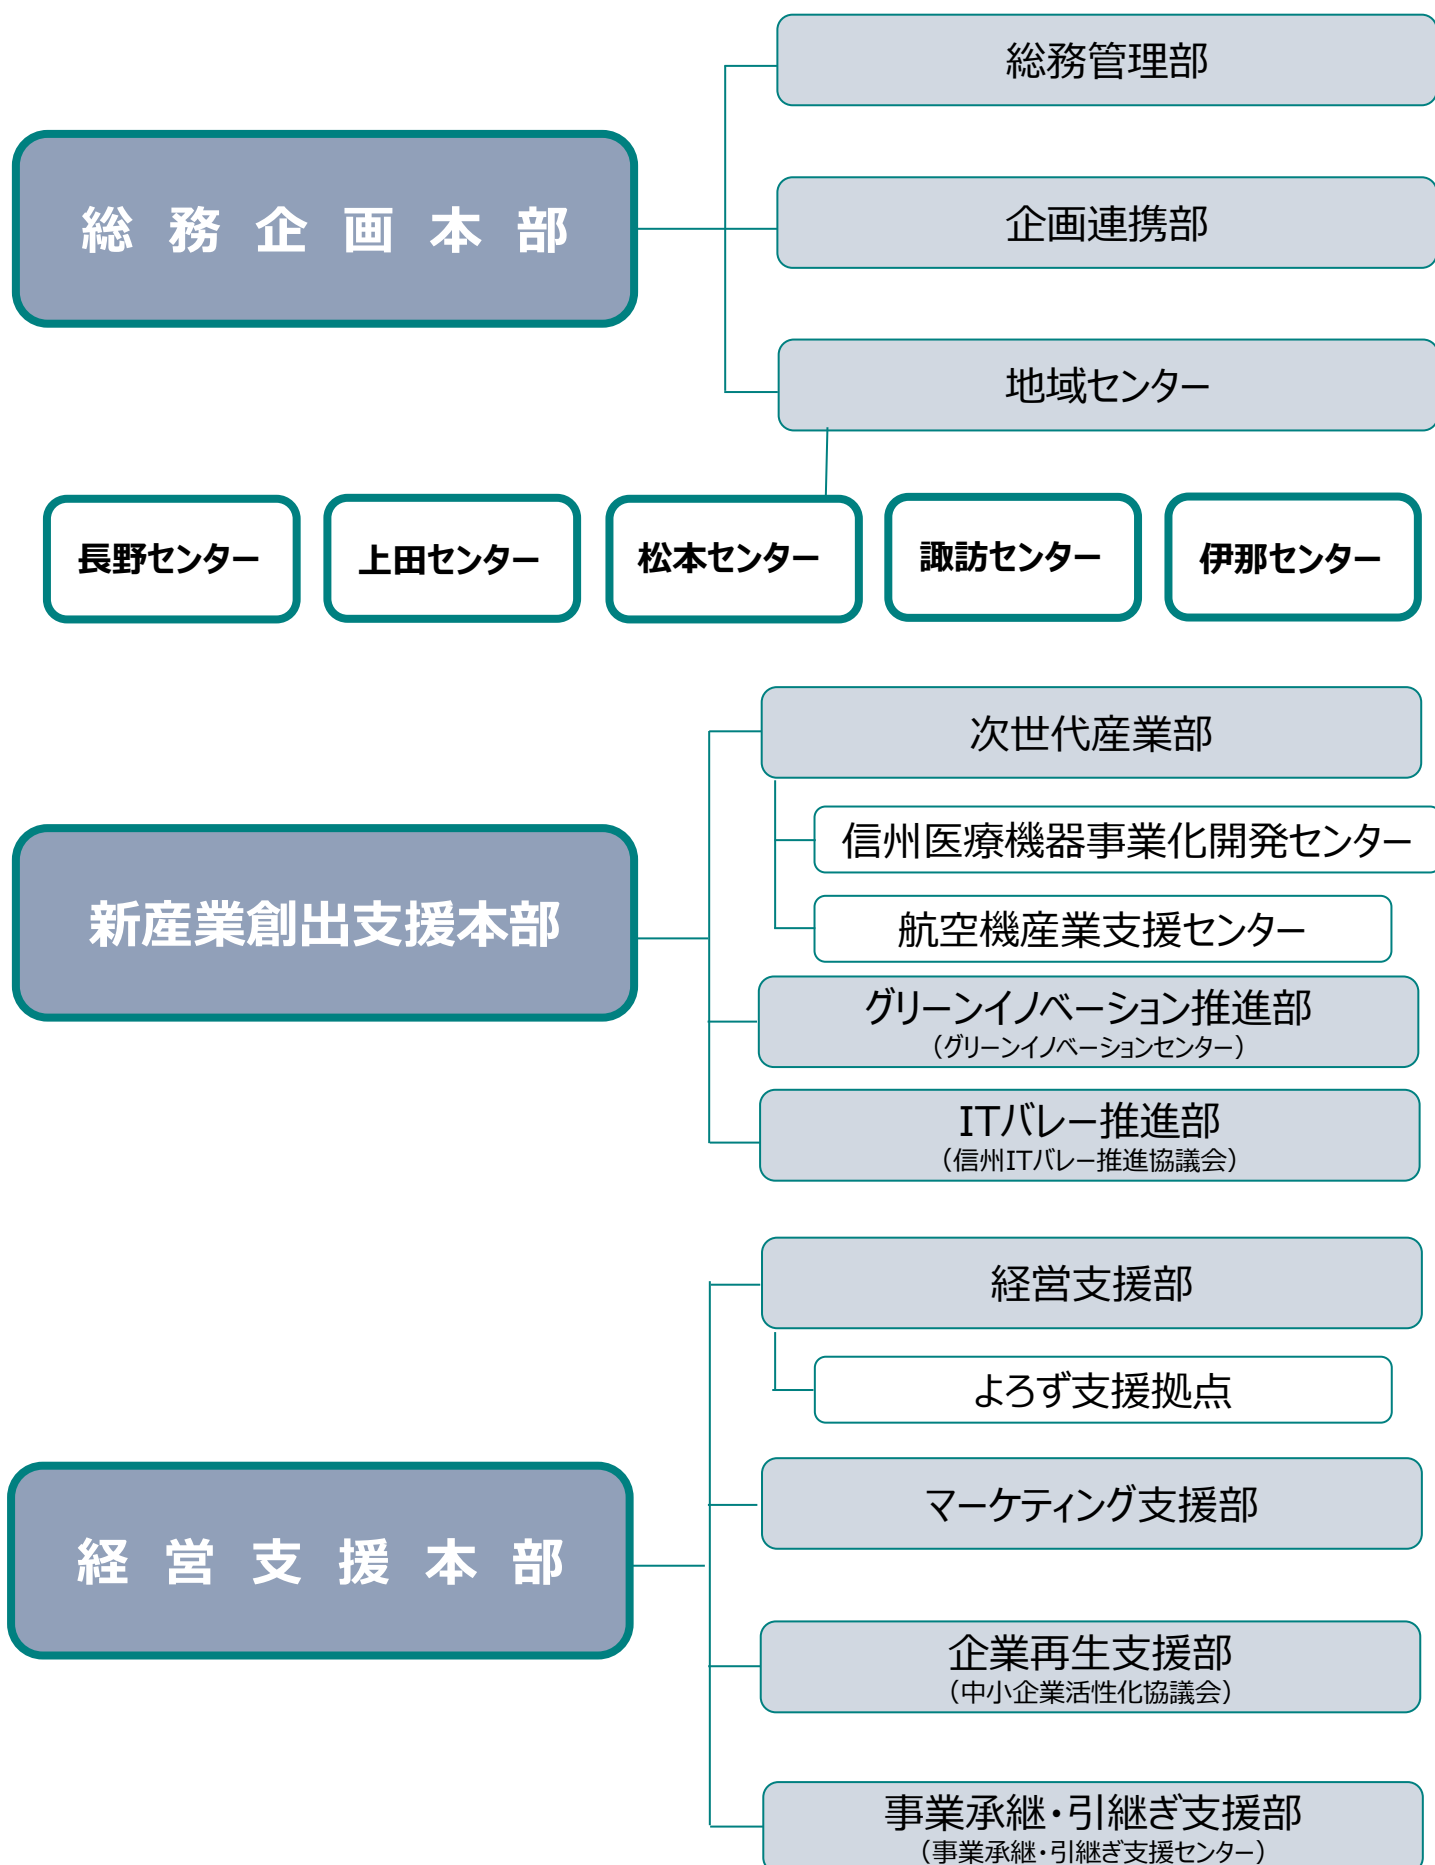 総務管理部
総務企画本部
企画連携部
地域センター
長野センター
上田センター
松本センター
諏訪センター
伊那センター
次世代産業部
信州医療機器事業化開発センター
新産業創出支援本部
航空機産業支援センター
グリーンイノベーション推進部
（グリーンイノベーションセンター）
ITバレー推進部
（信州ITバレー推進協議会）
経営支援部
よろず支援拠点
マーケティング支援部
経営支援本部
企業再生支援部
（中小企業活性化協議会）
事業承継・引継ぎ支援部
（事業承継・引継ぎ支援センター）